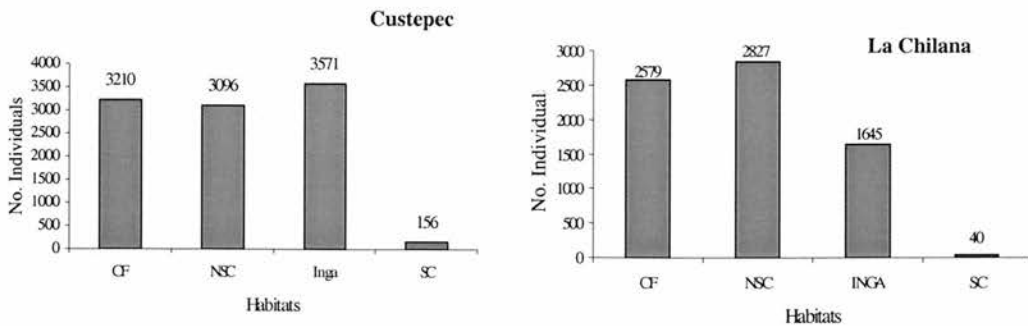 Custepec
No. Individuals
4000
3500
3000
2500
2000
1500
1000
500
0
3210
3096
3571
156
CF
NSC
Inga
SC
Habitats
La Chilana
No. Individual
3000
2500
2000
1500
1000
500
0
2579
2827
1645
40
CF
NSC
INGA
SC
Habitats